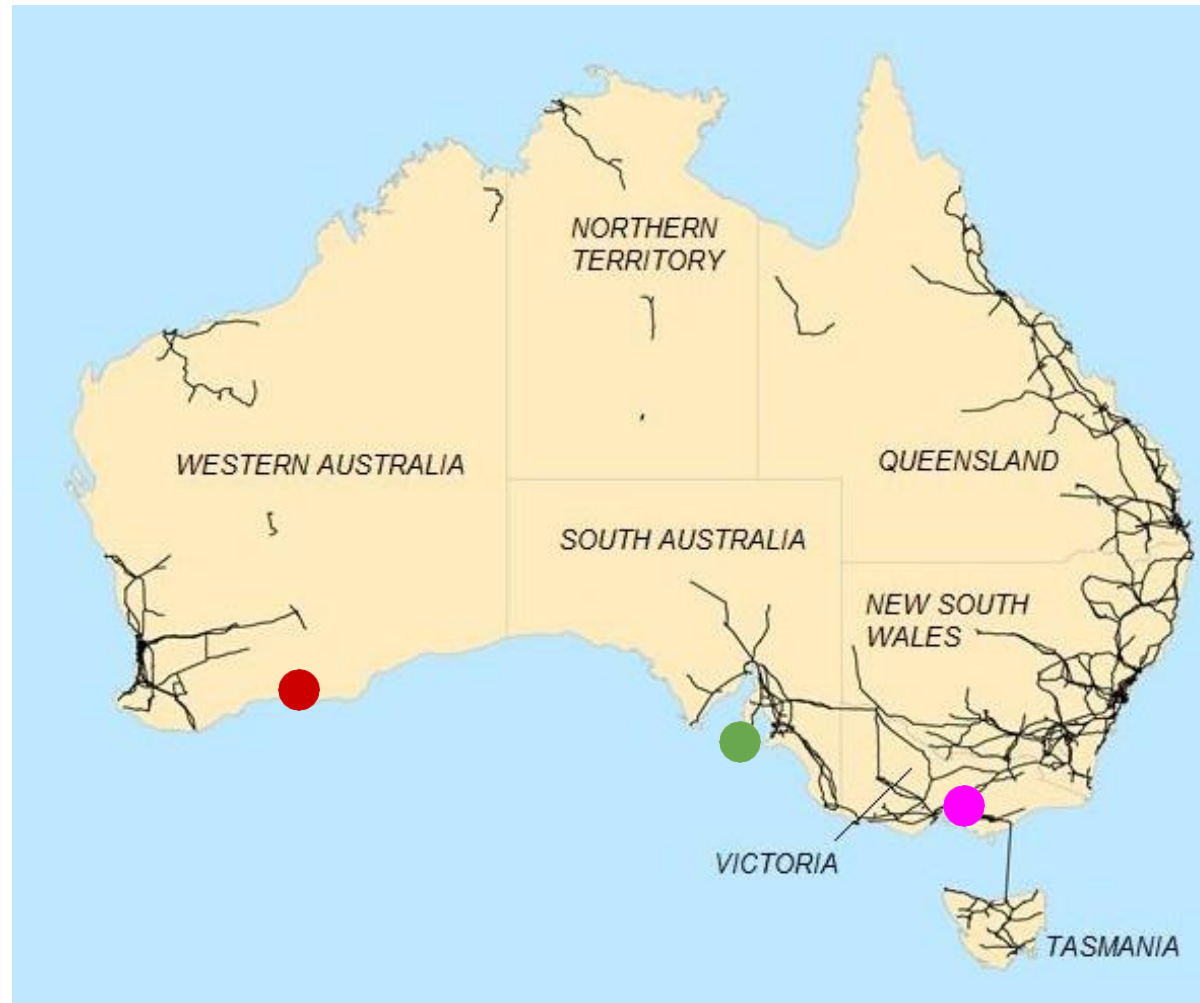 NORTHERN
TERRITORY
WESTERN AUSTRALIA
QUEENSLAND
SOUTH AUSTRALIA
NEW SOUTH
WALES
VICTORIA
TASMANIA